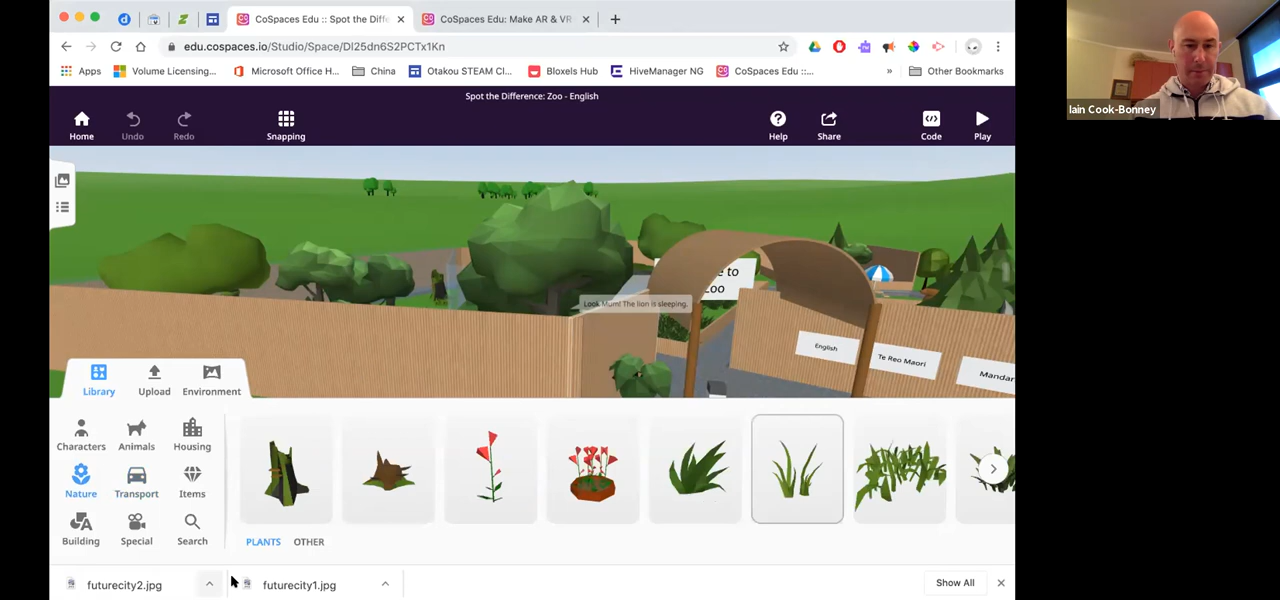 CoSpaces Edu :: Spot the Diffe
CoSpaces Edu: Make AR & VR
edu.cospaces.io/Studio/Space/Dl25dn6S2PCTx1Kn
Apps
Volume Licensing...
Microsoft Office H...
China
Otakou STEAM Cl...
Bloxels Hub
HiveManager NG
CoSpaces Edu ::...
»
Other Bookmarks
Iain Cook-Bonney
Spot the Difference: Zoo - English
Home
Undo
Redo
Snapping
Help
Share
Code
Play
e to
Zoo
Look Mum! The lion is sleeping.
English
Te Reo Maori
Mandar
Library
Upload
Environment
Characters
Animals
Housing
Nature
Transport
Items
Building
Special
Search
PLANTS
OTHER
futurecity2.jpg
futurecity1.jpg
Show All